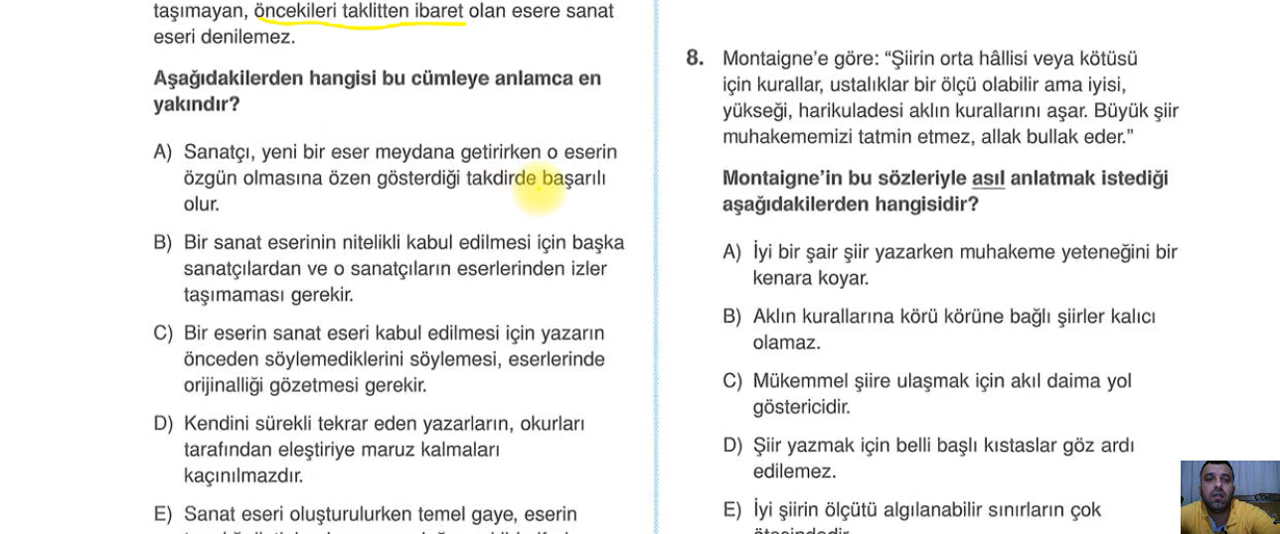 taşımayan, öncekileri taklitten ibaret olan esere sanat
eseri denilemez.
Aşağıdakilerden hangisi bu cümleye anlamca en
yakındır?
A) Sanatçı, yeni bir eser meydana getirirken o eserin
özgün olmasına özen gösterdiği takdirde başarılı
olur.
B) Bir sanat eserinin nitelikli kabul edilmesi için başka
sanatçılardan ve o sanatçıların eserlerinden izler
taşımaması gerekir.
C) Bir eserin sanat eseri kabul edilmesi için yazarın
önceden söylemediklerini söylemesi, eserlerinde
orijinalliği gözetmesi gerekir.
D) Kendini sürekli tekrar eden yazarların, okurları
tarafından eleştiriye maruz kalmaları
kaçınılmazdır.
E) Sanat eseri oluşturulurken temel gaye, eserin
8. Montaigne’e göre: “Şiirin orta hâllisi veya kötüsü
için kurallar, ustalıklar bir ölçü olabilir ama iyisi,
yükseği, harikuladesi aklın kurallarını aşar. Büyük şiir
muhakememizi tatmin etmez, allak bullak eder.”
Montaigne’in bu sözleriyle asıl anlatmak istediği
aşağıdakilerden hangisidir?
A) İyi bir şair şiir yazarken muhakeme yeteneğini bir
kenara koyar.
B) Aklın kurallarına körü körüne bağlı şiirler kalıcı
olamaz.
C) Mükemmel şiire ulaşmak için akıl daima yol
göstericidir.
D) Şiir yazmak için belli başlı kıstaslar göz ardı
edilemez.
E) İyi şiirin ölçütü algılanabilir sınırların çok